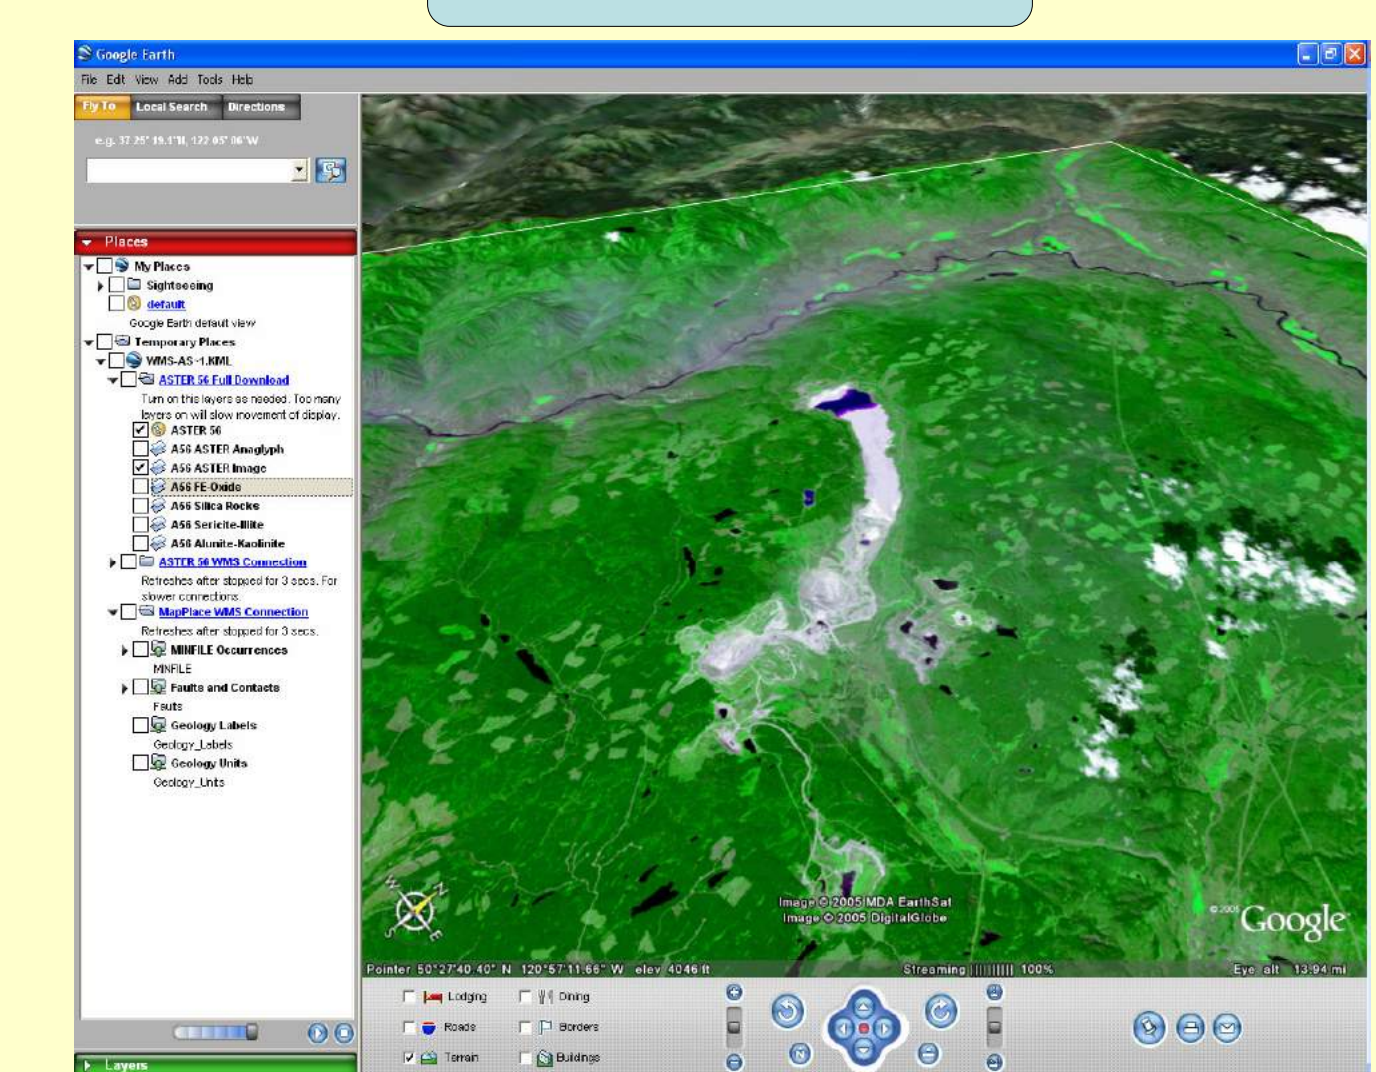 Google Earth
File Edit View Add Tools Help
Fly To Local Search Directions
e.g. 37 25' 19.1"N, 122 05' 06"W
Places
My Places
Sightseeing
default
Google Earth default view
Temporary Places
WMS-AS~1.KML
ASTER 56 Full Download
Turn on this layers as needed. Too many
layers on will slow movement of display.
ASTER 56
A56 ASTER Anaglyph
A56 ASTER Image
A56 FE-Oxide
A56 Silica Rocks
A56 Sericite-Illite
A56 Alunite-Kaolinite
ASTER 56 WMS Connection
Refreshes after stopped for 3 secs. For
slower connections.
MapPlace WMS Connection
Refreshes after stopped for 3 secs.
MINFILE Occurrences
MINFILE
Faults and Contacts
Faults
Geology Labels
Geology_Labels
Geology Units
Geology_Units
Layers
N
W
S
E
Image © 2005 MDA EarthSat
Image © 2005 DigitalGlobe
© 2005 Google
Pointer 50°27'40.40" N 120°57'11.66" W elev 4046 ft Streaming |||||||||| 100% Eye alt 13.94 mi
Lodging Dining
Roads Borders
Terrain Buildings
N